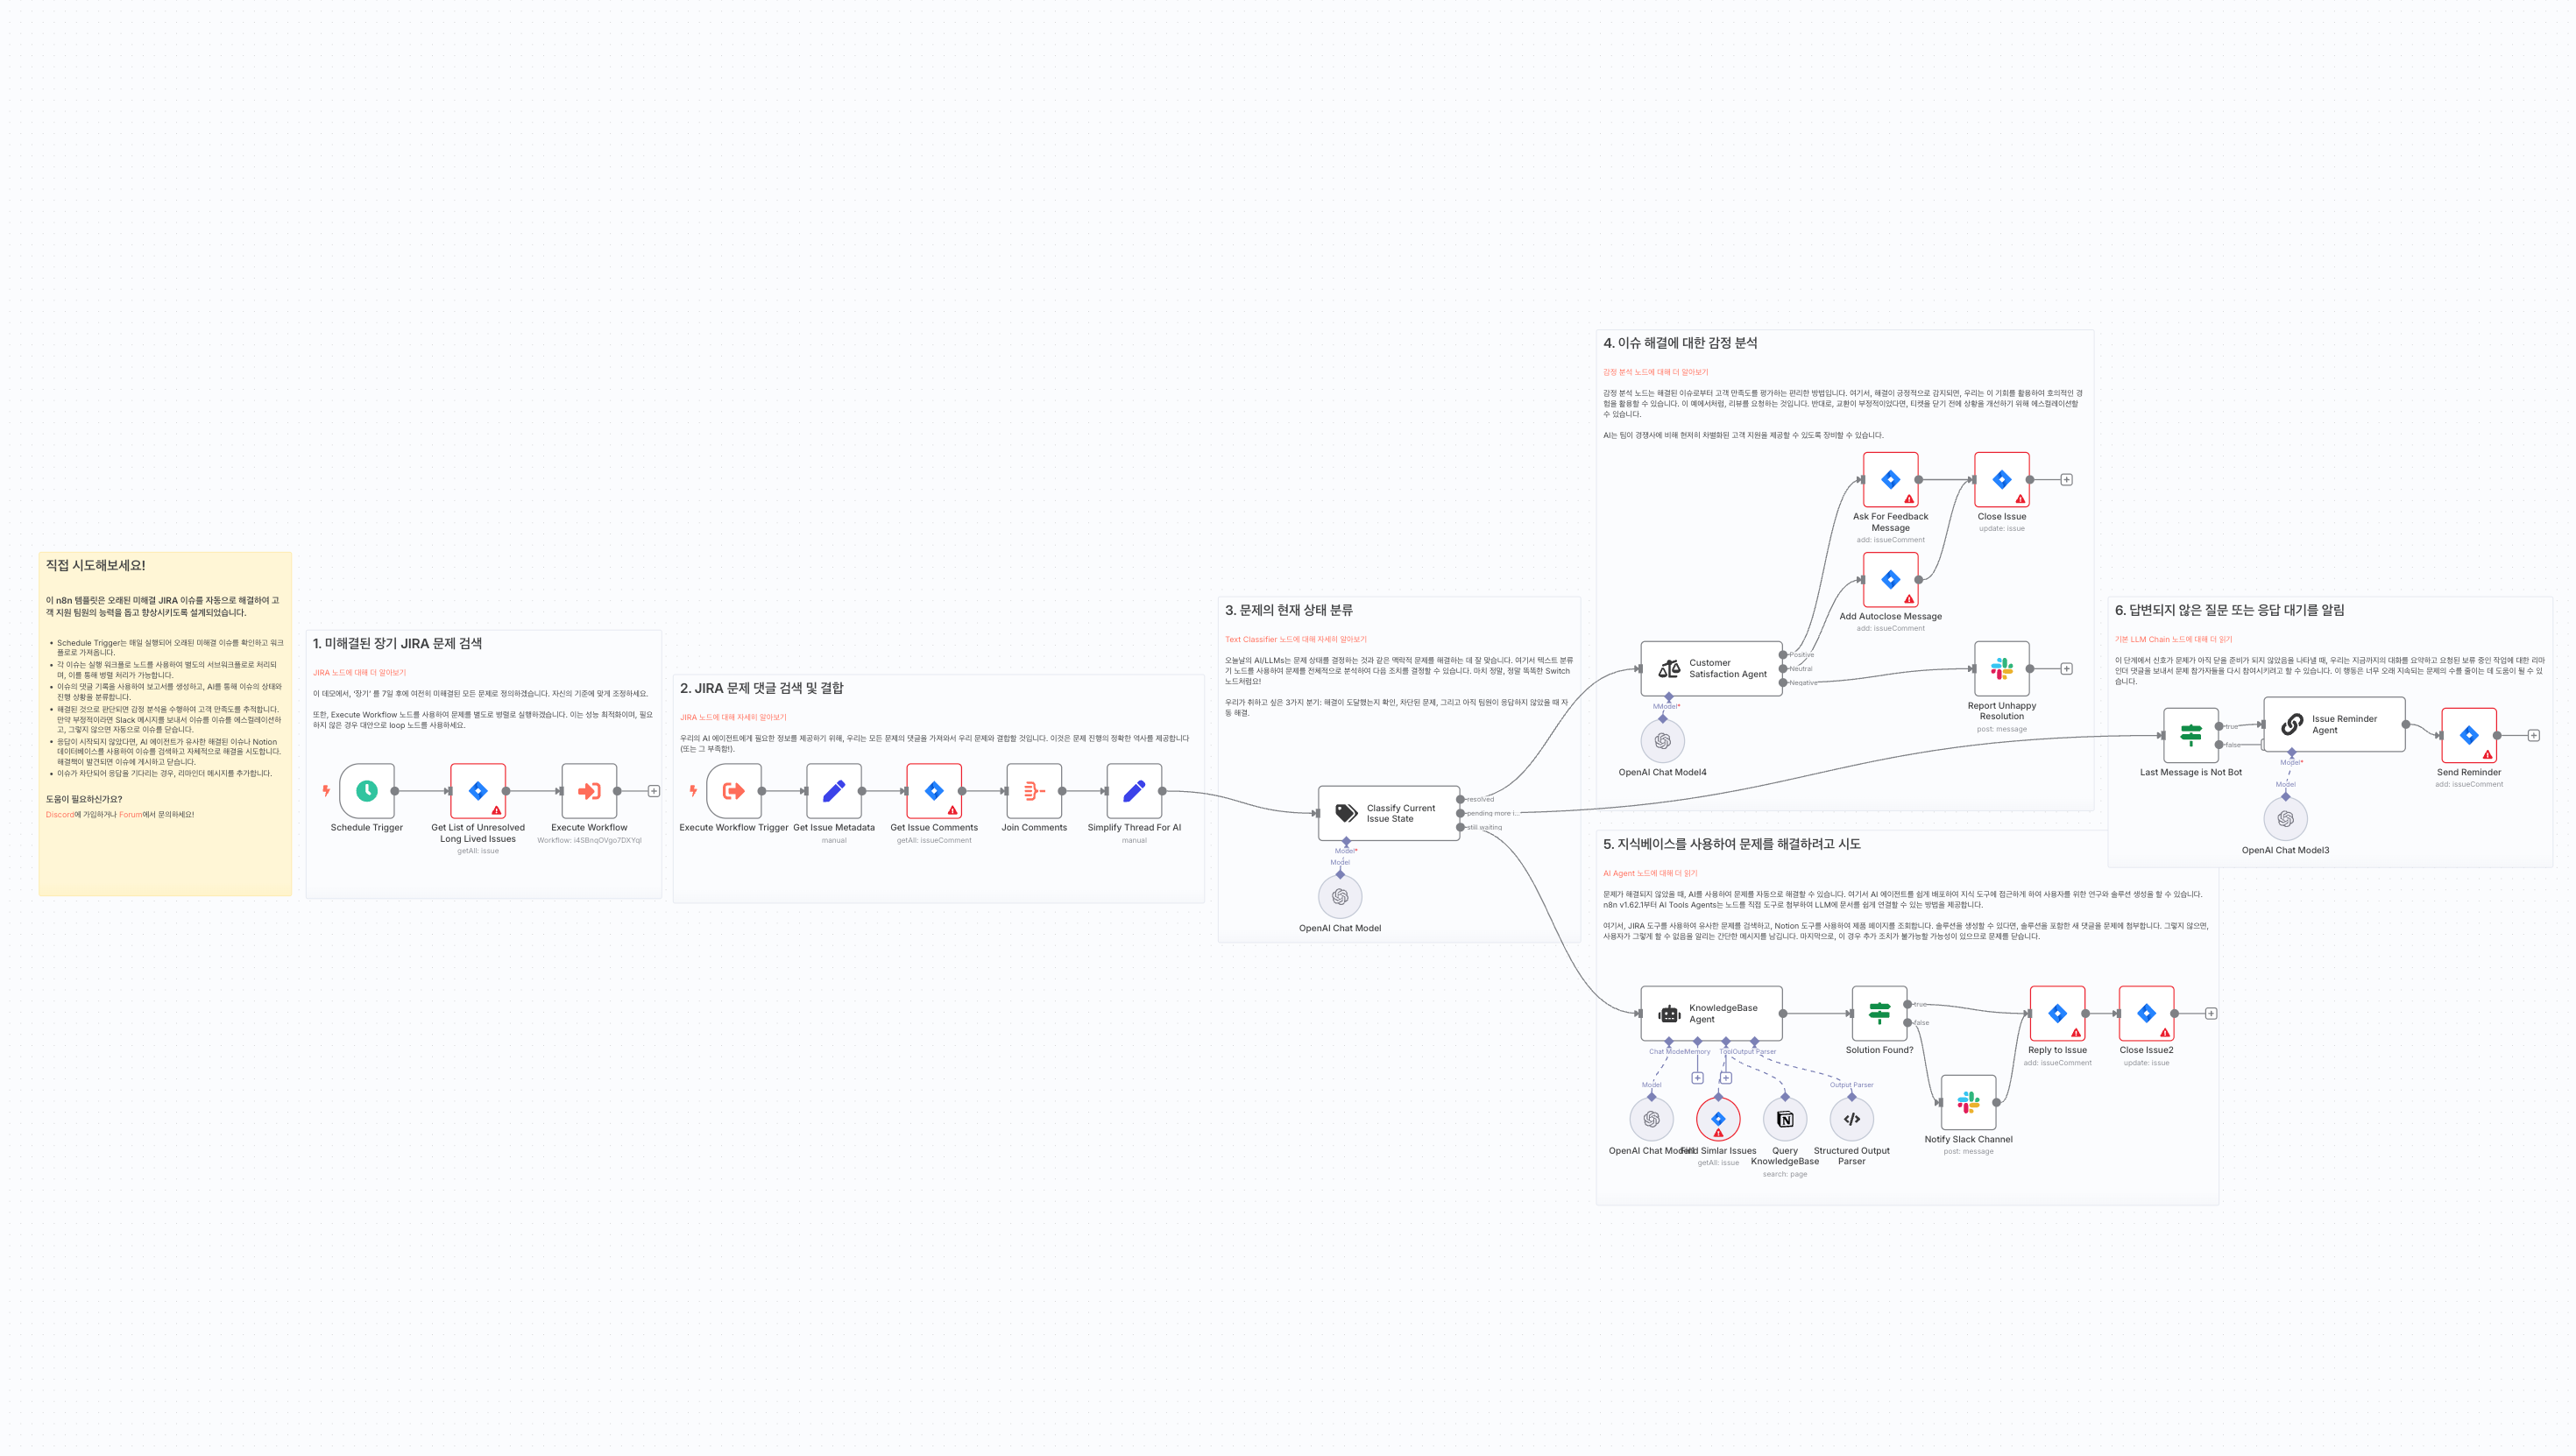 직접 시도해보세요!
이 n8n 템플릿은 오래된 미해결 JIRA 이슈를 자동으로 해결하여 고
객 지원 팀원의 능력을 돕고 향상시키도록 설계되었습니다.
Schedule Trigger는 매일 실행되어 오래된 미해결 이슈를 확인하고 워크
플로로 가져옵니다.
각 이슈는 실행 워크플로 노드를 사용하여 별도의 서브워크플로로 처리되
며, 이를 통해 병렬 처리가 가능합니다.
이슈의 댓글 기록을 사용하여 보고서를 생성하고, AI를 통해 이슈의 상태와
진행 상황을 분류합니다.
해결된 것으로 판단되면 감정 분석을 수행하여 고객 만족도를 추적합니다.
만약 부정적이라면 Slack 메시지를 보내서 이슈를 이슈를 에스컬레이션하
고, 그렇지 않으면 자동으로 이슈를 닫습니다.
응답이 시작되지 않았다면, AI 에이전트가 유사한 해결된 이슈나 Notion
데이터베이스를 사용하여 이슈를 검색하고 자체적으로 해결을 시도합니다.
해결책이 발견되면 이슈에 게시하고 닫습니다.
이슈가 차단되어 응답을 기다리는 경우, 리마인더 메시지를 추가합니다.
도움이 필요하신가요?
Discord에 가입하거나 Forum에서 문의하세요!
1. 미해결된 장기 JIRA 문제 검색
JIRA 노드에 대해 더 알아보기
이 데모에서, '장기' 를 7일 후에 여전히 미해결된 모든 문제로 정의하겠습니다. 자신의 기준에 맞게 조정하세요.
또한, Execute Workflow 노드를 사용하여 문제를 별도로 병렬로 실행하겠습니다. 이는 성능 최적화이며, 필요
하지 않은 경우 대안으로 loop 노드를 사용하세요.
Schedule Trigger
Get List of Unresolved
Long Lived Issues
getAll: issue
Execute Workflow
Workflow: i4SBnqOVgo7DXYqI
2. JIRA 문제 댓글 검색 및 결합
JIRA 노드에 대해 자세히 알아보기
우리의 AI 에이전트에게 필요한 정보를 제공하기 위해, 우리는 모든 문제의 댓글을 가져와서 우리 문제와 결합할 것입니다. 이것은 문제 진행의 정확한 역사를 제공합니다
(또는 그 부족함!).
Execute Workflow Trigger
Get Issue Metadata
manual
Get Issue Comments
getAll: issueComment
Join Comments
Simplify Thread For AI
manual
3. 문제의 현재 상태 분류
Text Classifier 노드에 대해 자세히 알아보기
오늘날의 AI/LLMs는 문제 상태를 결정하는 것과 같은 맥락적 문제를 해결하는 데 잘 맞습니다. 여기서 텍스트 분류
기 노드를 사용하여 문제를 전체적으로 분석하여 다음 조치를 결정할 수 있습니다. 마치 정말, 정말 똑똑한 Switch
노드처럼요!
우리가 취하고 싶은 3가지 분기: 해결이 도달했는지 확인, 차단된 문제, 그리고 아직 팀원이 응답하지 않았을 때 자
동 해결.
Classify Current
Issue State
resolved
pending more i...
still waiting
Model*
Model
OpenAI Chat Model
4. 이슈 해결에 대한 감정 분석
감정 분석 노드에 대해 더 알아보기
감정 분석 노드는 해결된 이슈로부터 고객 만족도를 평가하는 편리한 방법입니다. 여기서, 해결이 긍정적으로 감지되면, 우리는 이 기회를 활용하여 호의적인 경
험을 활용할 수 있습니다. 이 예에서처럼, 리뷰를 요청하는 것입니다. 반대로, 교환이 부정적이었다면, 티켓을 닫기 전에 상황을 개선하기 위해 에스컬레이션할
수 있습니다.
AI는 팀이 경쟁사에 비해 현저히 차별화된 고객 지원을 제공할 수 있도록 장비할 수 있습니다.
Ask For Feedback
Message
add: issueComment
Close Issue
update: issue
Add Autoclose Message
add: issueComment
Customer
Satisfaction Agent
Positive
Neutral
Negative
OpenAI Chat Model4
Report Unhappy
Resolution
post: message
5. 지식베이스를 사용하여 문제를 해결하려고 시도
AI Agent 노드에 대해 더 읽기
문제가 해결되지 않았을 때, AI를 사용하여 문제를 자동으로 해결할 수 있습니다. 여기서 AI 에이전트를 쉽게 배포하여 지식 도구에 접근하게 하여 사용자를 위한 연구와 솔루션 생성을 할 수 있습니다.
n8n v1.62.1부터 AI Tools Agents는 노드를 직접 도구로 첨부하여 LLM에 문서를 쉽게 연결할 수 있는 방법을 제공합니다.
여기서, JIRA 도구를 사용하여 유사한 문제를 검색하고, Notion 도구를 사용하여 제품 페이지를 조회합니다. 솔루션을 생성할 수 있다면, 솔루션을 포함한 새 댓글을 문제에 첨부합니다. 그렇지 않으면,
사용자가 그렇게 할 수 없음을 알리는 간단한 메시지를 남깁니다. 마지막으로, 이 경우 추가 조치가 불가능할 가능성이 있으므로 문제를 닫습니다.
KnowledgeBase
Agent
Chat Model
Memory
Tool
Output Parser
Model
Output Parser
Find Simlar Issues
getAll: issue
Query
KnowledgeBase
search: page
Structured Output
Parser
Solution Found?
true
false
Notify Slack Channel
post: message
Reply to Issue
add: issueComment
Close Issue2
update: issue
6. 답변되지 않은 질문 또는 응답 대기를 알림
기본 LLM Chain 노드에 대해 더 읽기
이 단계에서 신호가 문제가 아직 닫을 준비가 되지 않았음을 나타낼 때, 우리는 지금까지의 대화를 요약하고 요청된 보류 중인 작업에 대한 리마
인더 댓글을 보내서 문제 참가자들을 다시 참여시키려고 할 수 있습니다. 이 행동은 너무 오래 지속되는 문제의 수를 줄이는 데 도움이 될 수 있
습니다.
Last Message is Not Bot
true
false
Issue Reminder
Agent
Model*
Model
OpenAI Chat Model3
Send Reminder
add: issueComment